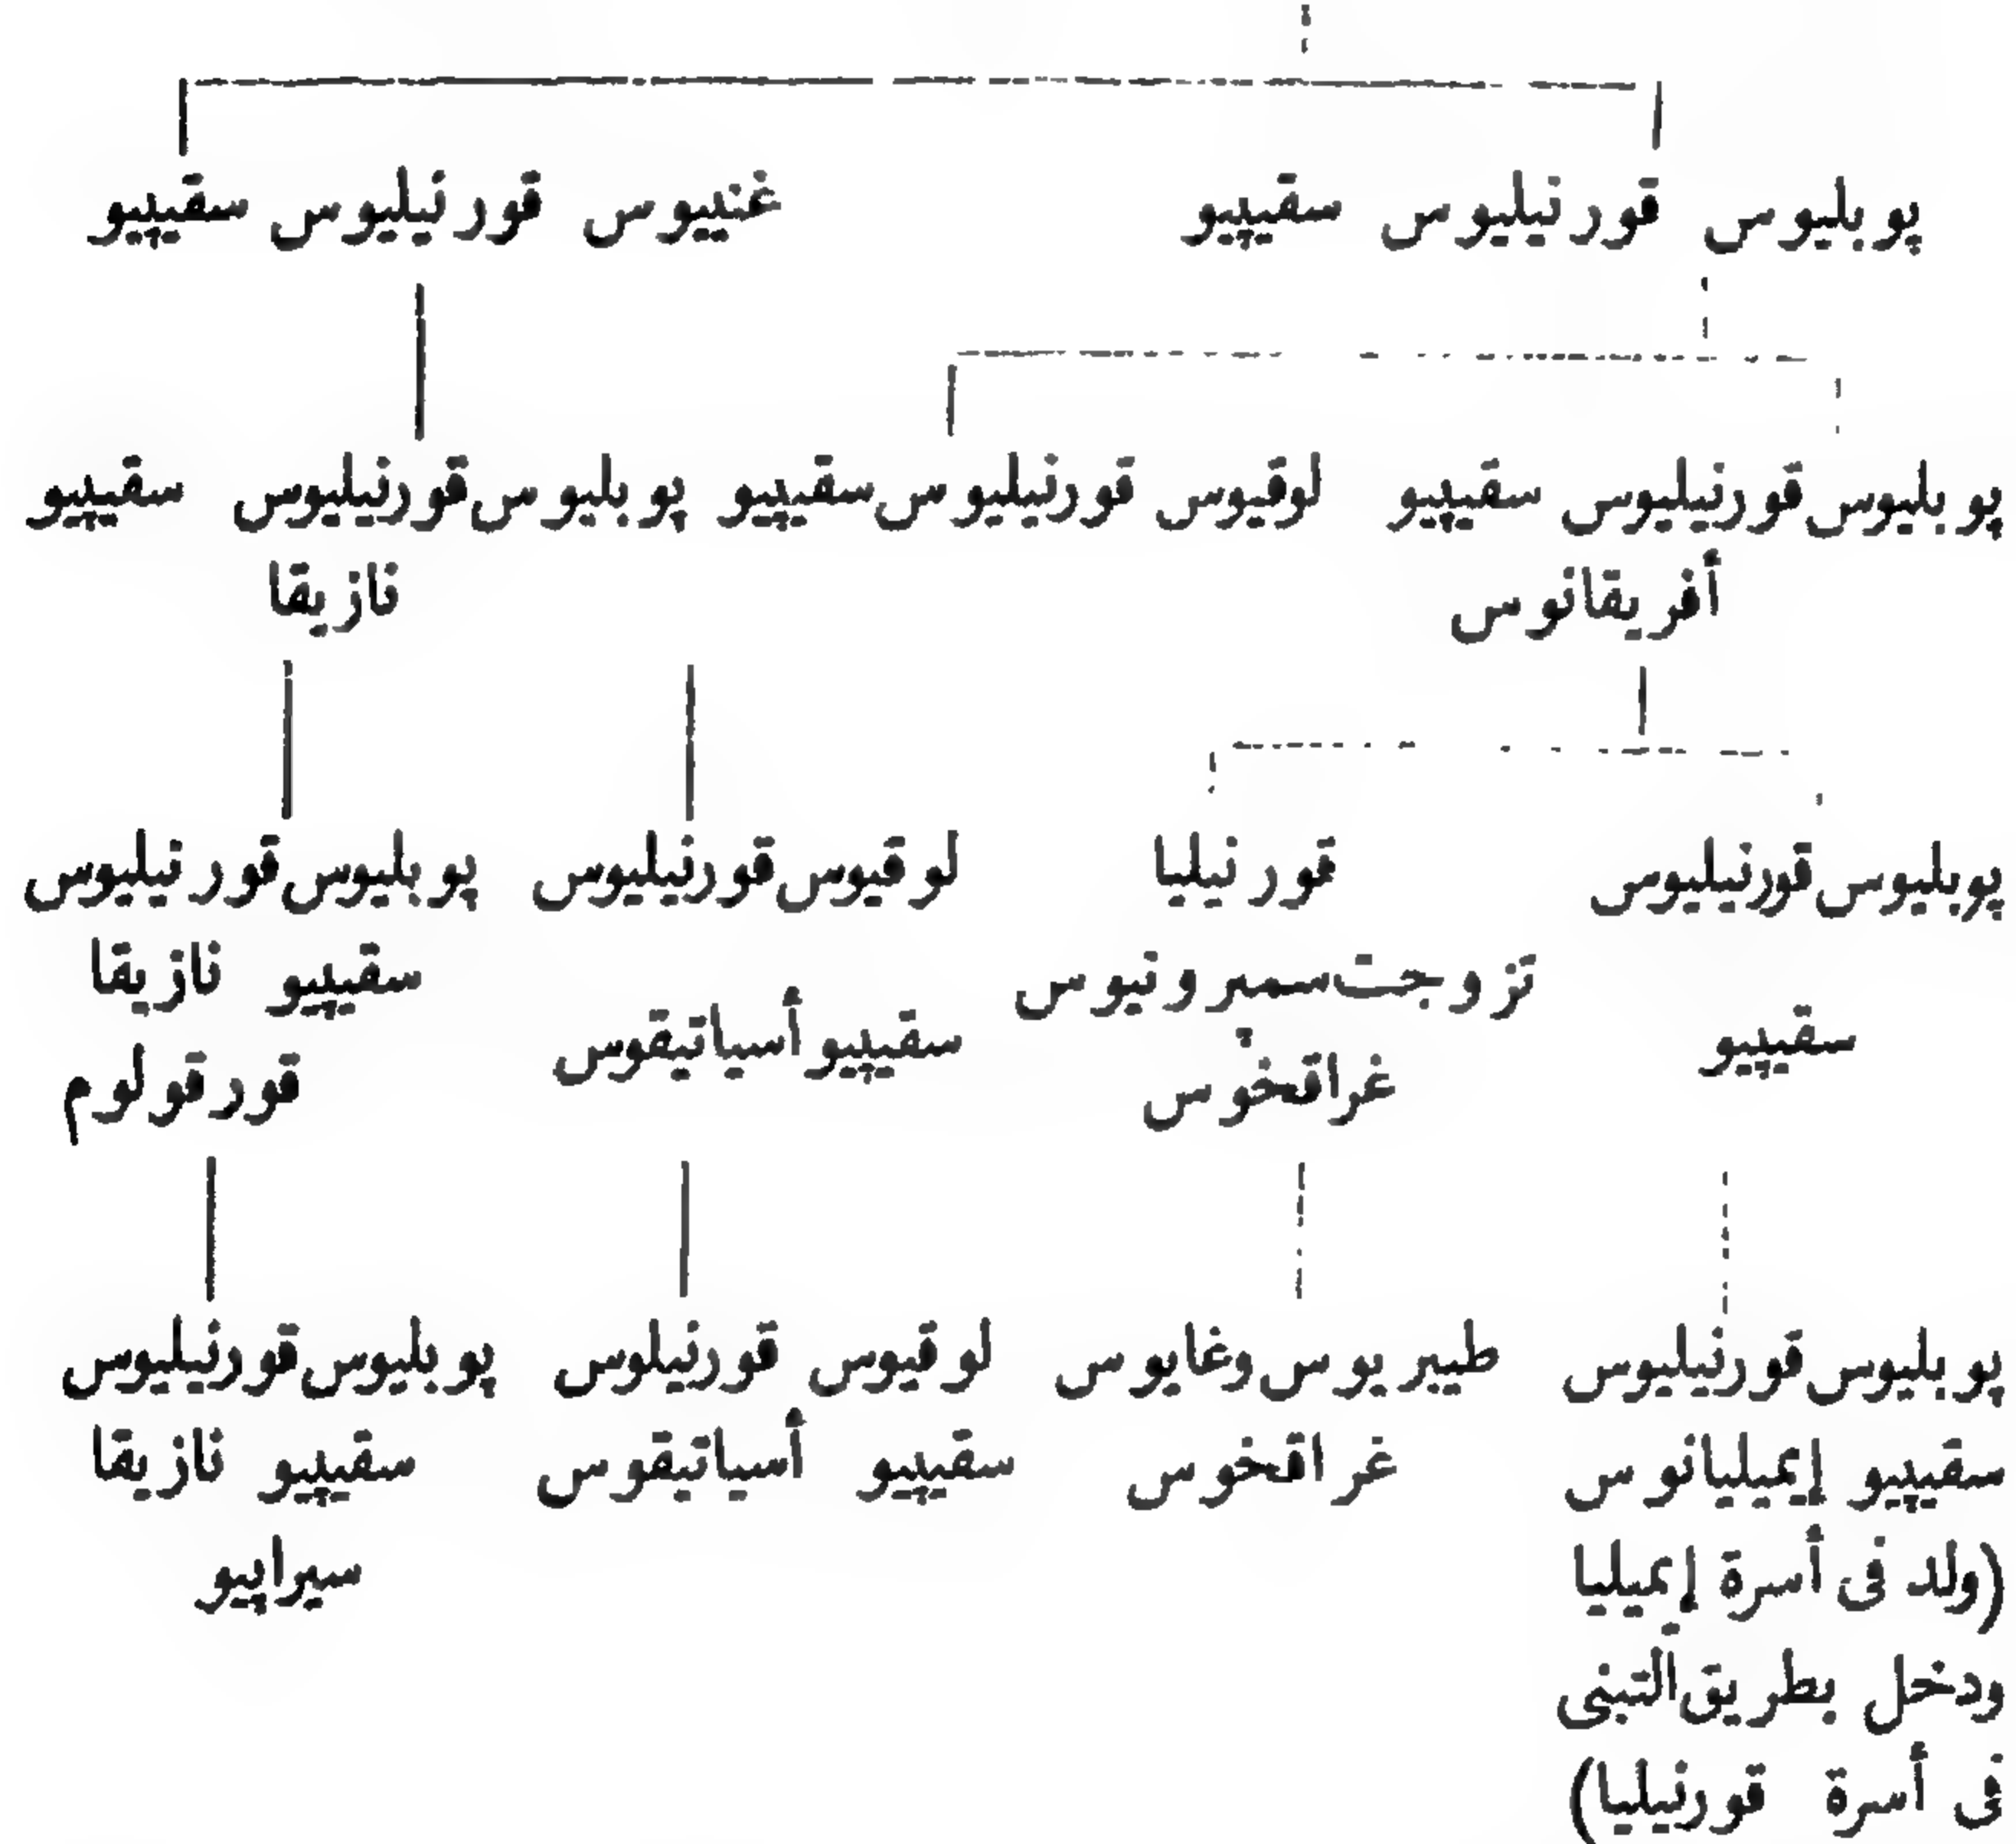 پوبليوس قورنيليوس سقيپيو غنييوس قورنيليوس سقيپيو
پوبليوس قورنيليوس سقيپيو لوقيوس قورنيليوس سقيپيو پوبليوس قورنيليوس سقيپيو
أفريقانوس نازيقا
پوبليوس قورنيليوس قورنيليا لوقيوس قورنيليوس پوبليوس قورنيليوس
تزوجت سمپرونيوس سقيپيو نازيقا
سقيپيو غراقخوس سقيپيو أسياتيقوس قورقولوم
پوبليوس قورنيليوس طيبريوس وغايوس لوقيوس قورنيلوس پوبليوس قورنيليوس
سقيپيو إيميليانوس غراقخوس سقيپيو أسياتيقوس سقيپيو نازيقا
(ولد فى أسرة إيميليا سيراپيو
ودخل بطريق التبنى
فى أسرة قورنيليا)